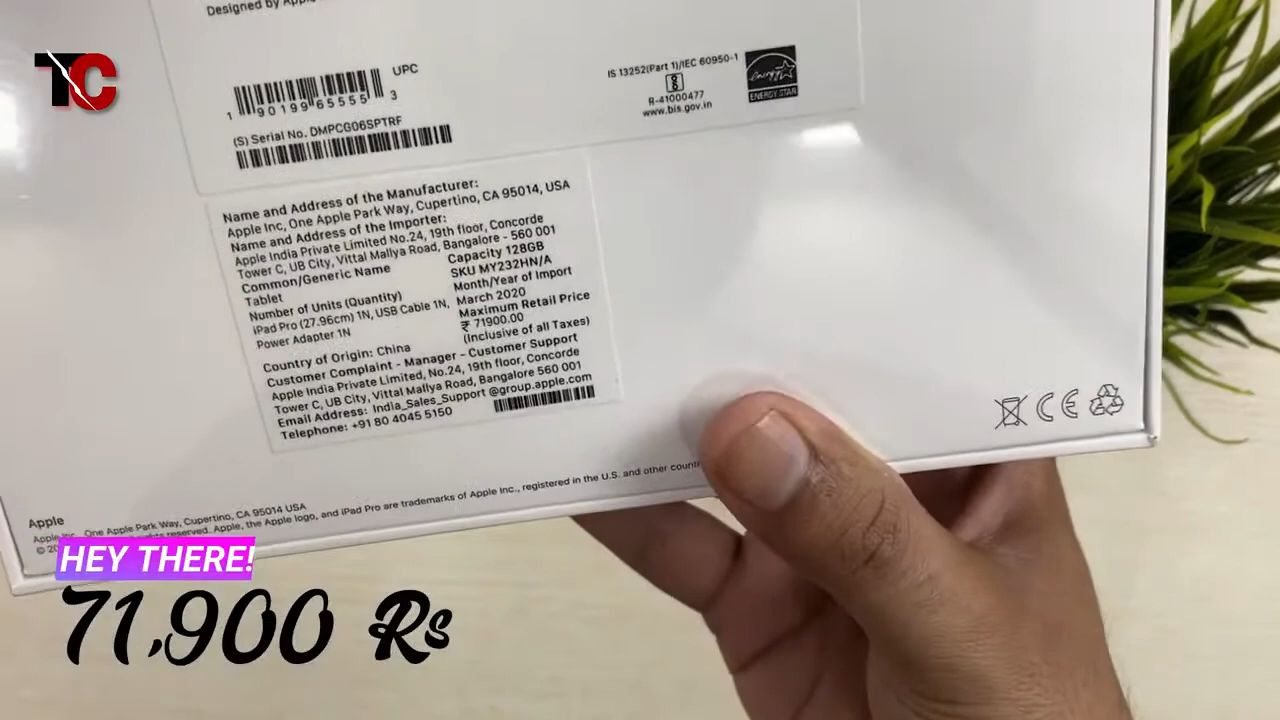 Designed by Apple
TC
UPC
1 90199 65555 3
(S) Serial No. DMPCG06SPTRF
IS 13252(Part 1)/IEC 60950-1
R-41000477
www.bis.gov.in
energy
ENERGY STAR
Name and Address of the Manufacturer:
Apple Inc, One Apple Park Way, Cupertino, CA 95014, USA
Name and Address of the Importer:
Apple India Private Limited No.24, 19th floor, Concorde
Tower C, UB City, Vittal Mallya Road, Bangalore - 560 001
Common/Generic Name
Tablet
Number of Units (Quantity)
iPad Pro (27.96cm) 1N, USB Cable 1N,
Power Adapter 1N
Capacity 128GB
SKU MY232HN/A
Month/Year of Import
March 2020
Maximum Retail Price
₹ 71900.00
(Inclusive of all Taxes)
Country of Origin: China
Customer Complaint - Manager - Customer Support
Apple India Private Limited, No.24, 19th floor, Concorde
Tower C, UB City, Vittal Mallya Road, Bangalore 560 001
Email Address: India_Sales_Support @group.apple.com
Telephone: +91 80 4045 5150
Apple
Apple Inc., One Apple Park Way, Cupertino, CA 95014 USA
© rights reserved. Apple, the Apple logo, and iPad Pro are trademarks of Apple Inc., registered in the U.S. and other
HEY THERE!
71,900 Rs